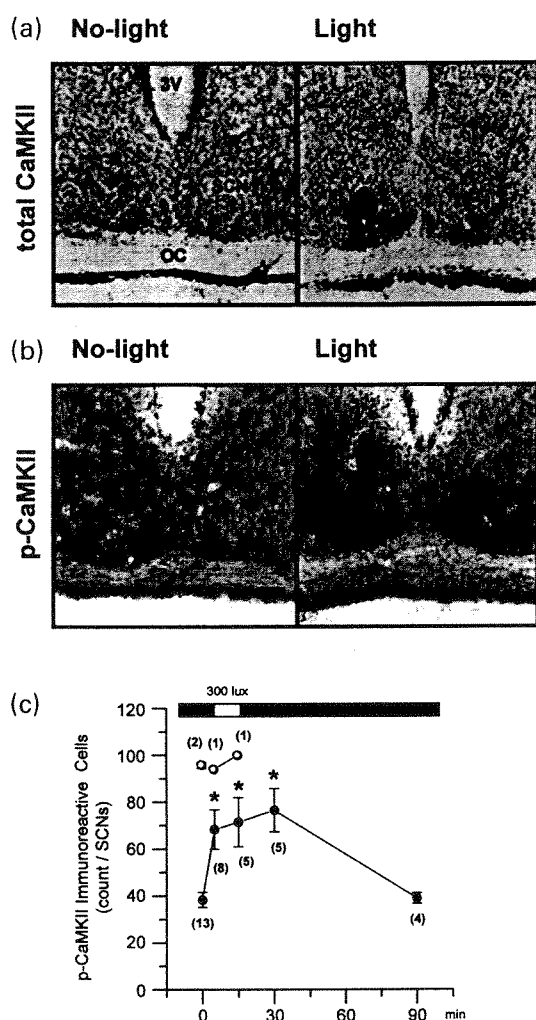 (a) No-light Light
total CaMKII
3V
SCN
OC
(b) No-light Light
p-CaMKII
(c)
300 lux
p-CaMKII Immunoreactive Cells
(count / SCNs)
120
100
80
60
40
20
0
(2) (1) (1)
* * *
(13) (8) (5) (5) (4)
0 30 60 90 min